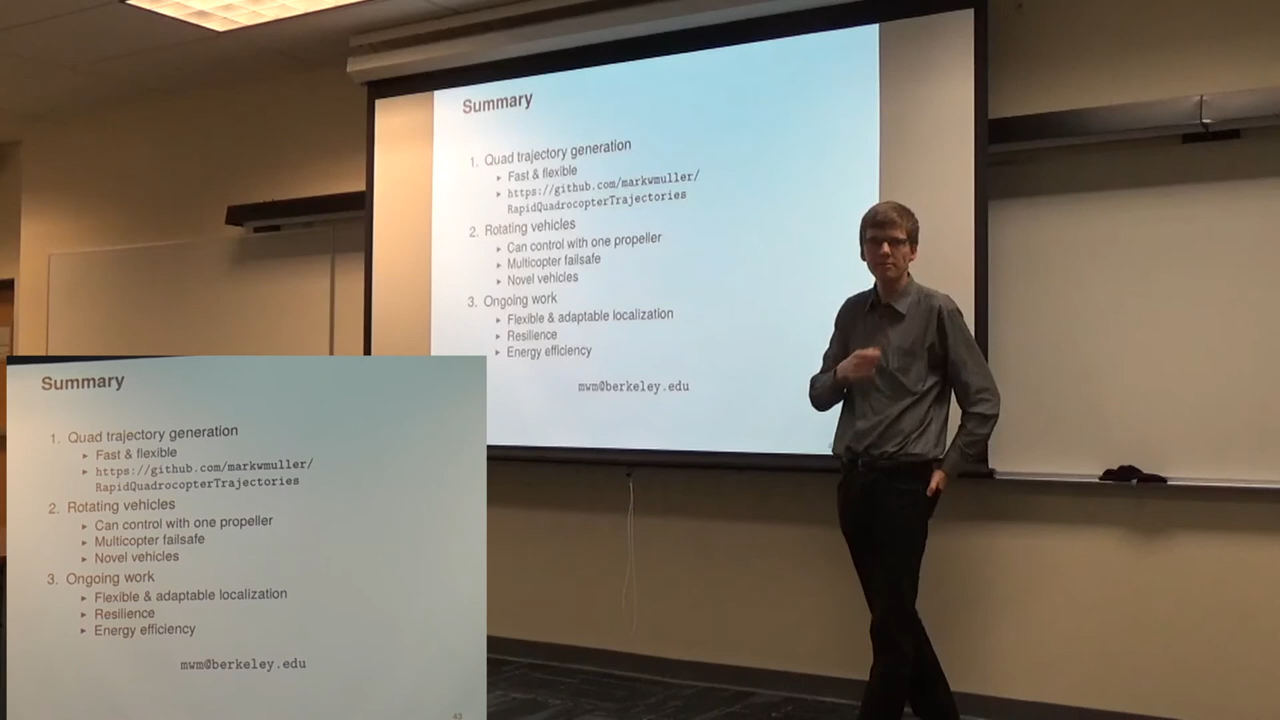 Summary
1. Quad trajectory generation
▸ Fast & flexible
▸ https://github.com/markwmuller/
RapidQuadrocopterTrajectories
2. Rotating vehicles
▸ Can control with one propeller
▸ Multicopter failsafe
▸ Novel vehicles
3. Ongoing work
▸ Flexible & adaptable localization
▸ Resilience
▸ Energy efficiency
mwm@berkeley.edu
Summary
1. Quad trajectory generation
▸ Fast & flexible
▸ https://github.com/markwmuller/
RapidQuadrocopterTrajectories
2. Rotating vehicles
▸ Can control with one propeller
▸ Multicopter failsafe
▸ Novel vehicles
3. Ongoing work
▸ Flexible & adaptable localization
▸ Resilience
▸ Energy efficiency
mwm@berkeley.edu
43